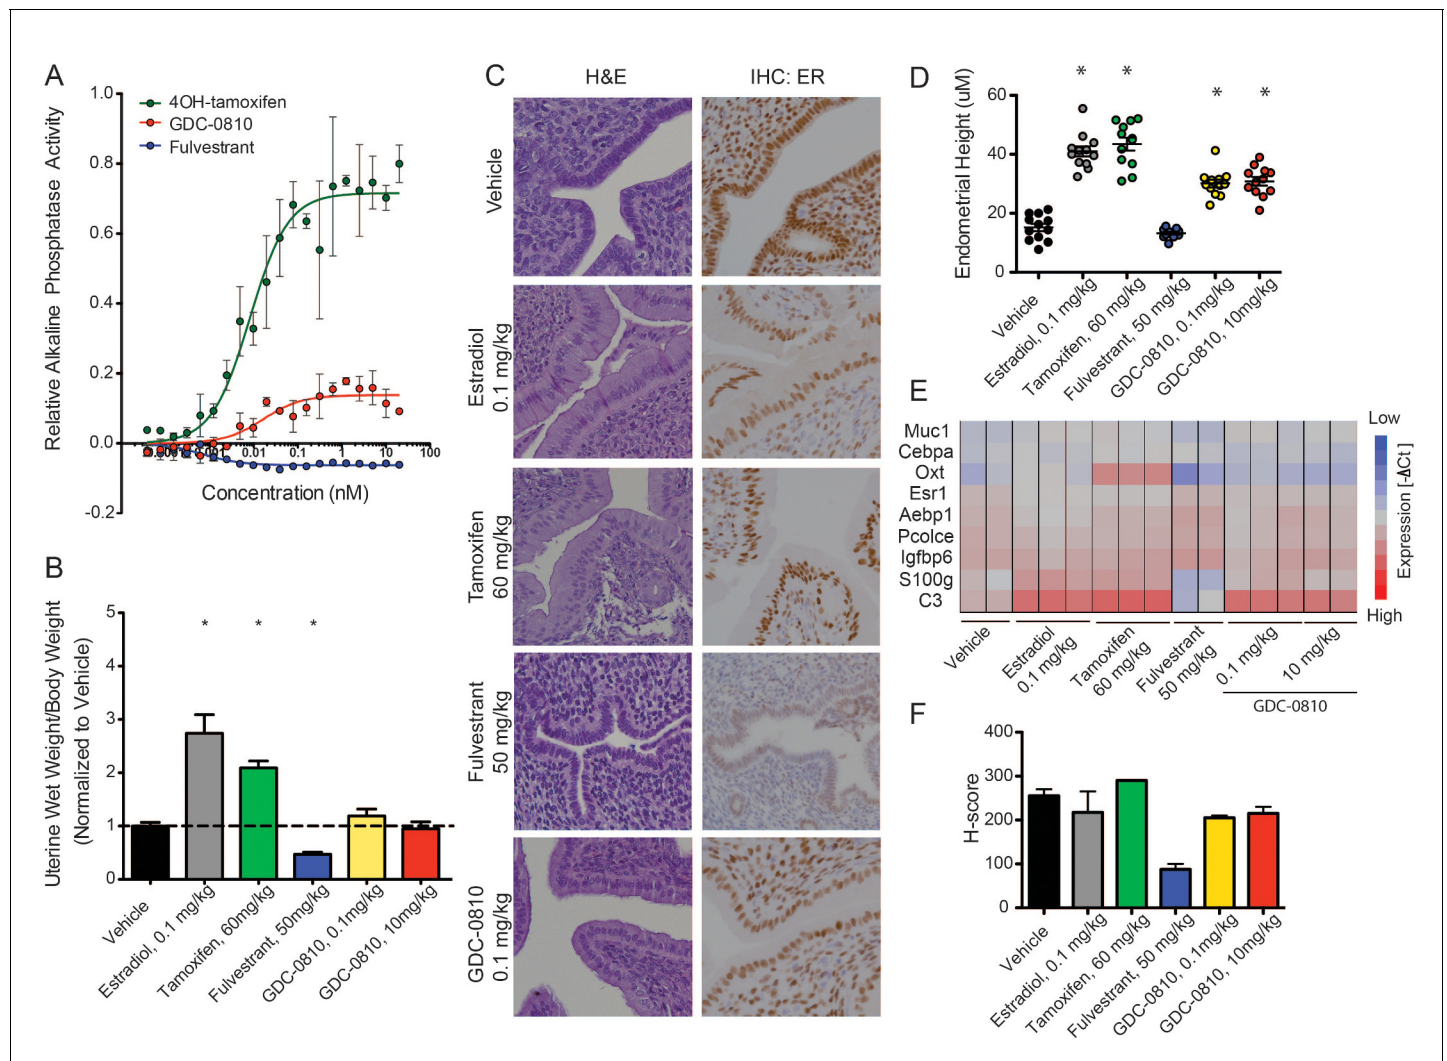 A
Relative Alkaline Phosphatase Activity
1.0
0.8
0.6
0.4
0.2
0.0
-0.2
4OH-tamoxifen
GDC-0810
Fulvestrant
0.01
0.1
1
10
100
Concentration (nM)
B
Uterine Wet Weight/Body Weight
(Normalized to Vehicle)
5
4
3
2
1
0
* * *
Vehicle
Estradiol, 0.1 mg/kg
Tamoxifen, 60mg/kg
Fulvestrant, 50mg/kg
GDC-0810, 0.1mg/kg
GDC-0810, 10mg/kg
C
H&E
IHC: ER
Vehicle
Estradiol
0.1 mg/kg
Tamoxifen
60 mg/kg
Fulvestrant
50 mg/kg
GDC-0810
0.1 mg/kg
D
Endometrial Height (uM)
60
40
20
0
* * * *
Vehicle
Estradiol, 0.1 mg/kg
Tamoxifen, 60 mg/kg
Fulvestrant, 50 mg/kg
GDC-0810, 0.1mg/kg
GDC-0810, 10mg/kg
E
Muc1
Cebpa
Oxt
Esr1
Aebp1
Pcolce
Igfbp6
S100g
C3
Low
Expression [-ΔCt]
High
Vehicle
Estradiol
0.1 mg/kg
Tamoxifen
60 mg/kg
Fulvestrant
50 mg/kg
0.1 mg/kg
10 mg/kg
GDC-0810
F
H-score
400
300
200
100
0
Vehicle
Estradiol, 0.1 mg/kg
Tamoxifen, 60 mg/kg
Fulvestrant, 50 mg/kg
GDC-0810, 0.1mg/kg
GDC-0810, 10mg/kg